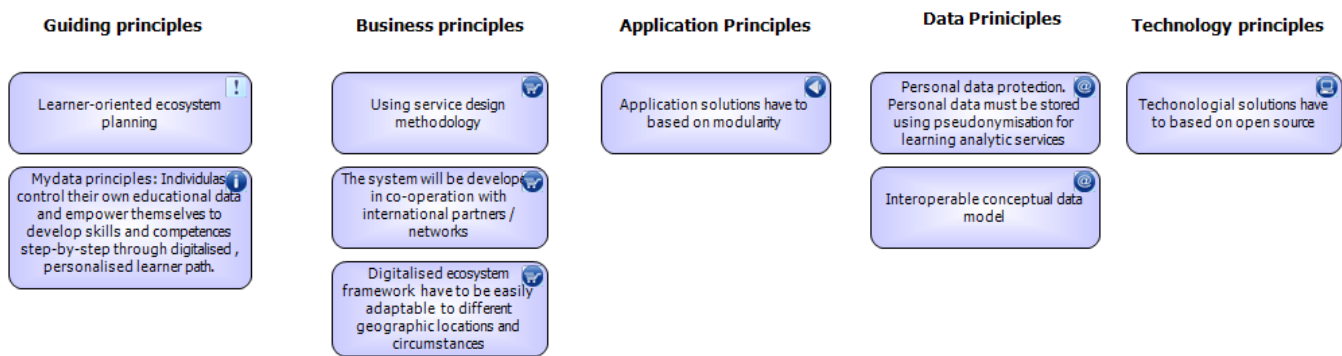 Guiding principles
Learner-oriented ecosystem
planning
Mydata principles: Individulas
control their own educational data
and empower themselves to
develop skills and competences
step-by-step through digitalised ,
personalised learner path.
Business principles
Using service design
methodology
The system will be develope
in co-operation with
international partners /
networks
Digitalised ecosystem
framework have to be easily
adaptable to different
geographic locations and
circumstances
Application Principles
Application solutions have to
based on modularity
Data Priniciples
Personal data protection.
Personal data must be stored
using pseudonymisation for
learning analytic services
@
Interoperable conceptual data
model
@
Technology principles
Techonologial solutions have
to based on open source